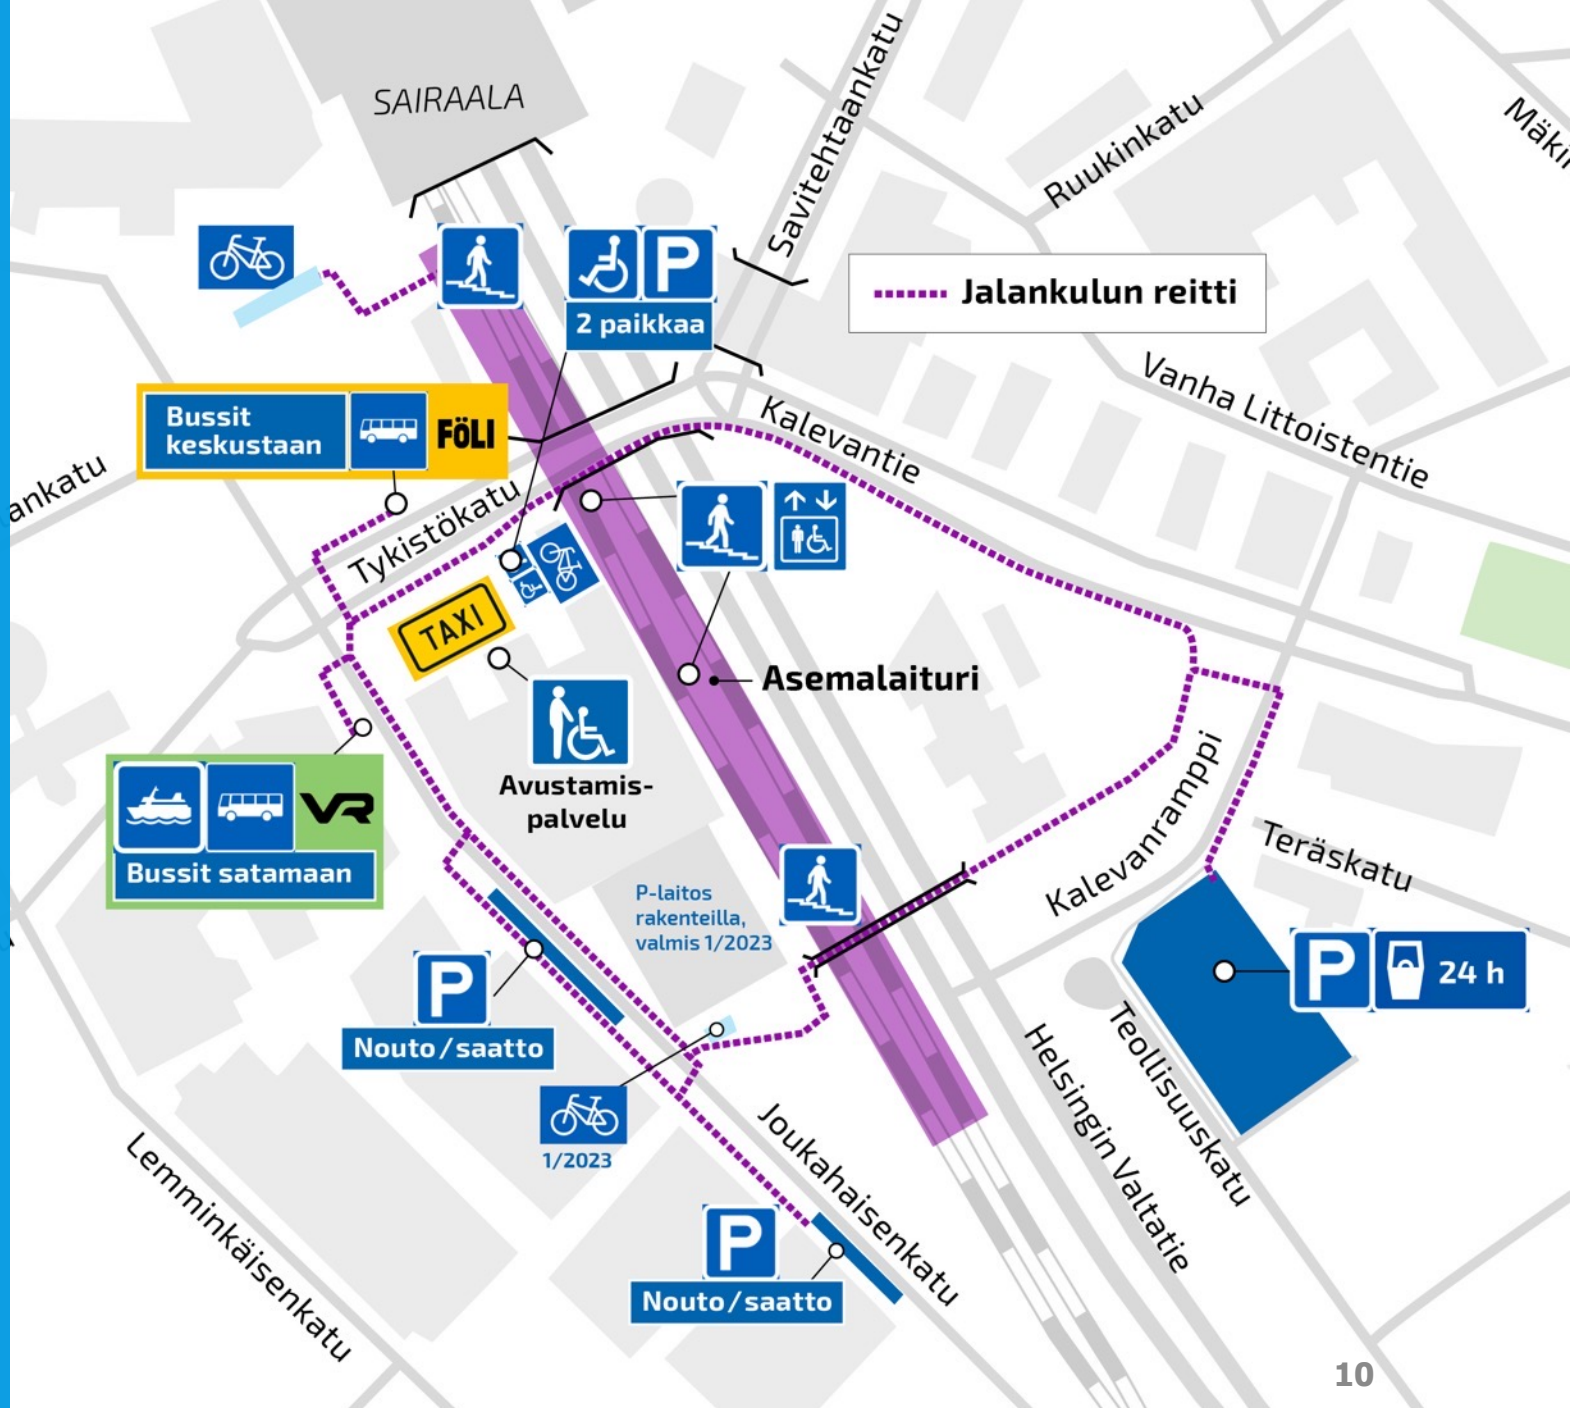 SAIRAALA
Savitehtaankatu
Ruukinkatu
P
2 paikkaa
Jalankulun reitti
Vanha Littoistentie
Bussit
keskustaan
FÖLI
Kalevantie
ankatu
Tykistökatu
TAXI
Asemalaituri
Avustamis-
palvelu
VR
Bussit satamaan
Kalevanramppi
Teräskatu
P-laitos
rakenteilla,
valmis 1/2023
P
Nouto/saatto
P
24 h
1/2023
Helsingin Valtatie
Teollisuuskatu
Joukahaisenkatu
Lemminkäisenkatu
P
Nouto/saatto
10